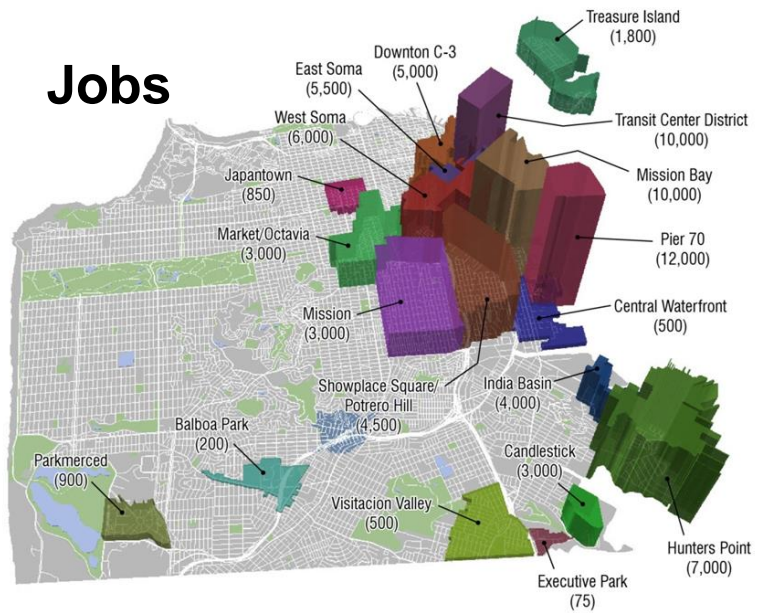 Jobs
Treasure Island
(1,800)
Downton C-3
(5,000)
East Soma
(5,500)
West Soma
(6,000)
Transit Center District
(10,000)
Mission Bay
(10,000)
Japantown
(850)
Market/Octavia
(3,000)
Pier 70
(12,000)
Mission
(3,000)
Central Waterfront
(500)
Showplace Square/
Potrero Hill
(4,500)
India Basin
(4,000)
Balboa Park
(200)
Candlestick
(3,000)
Parkmerced
(900)
Visitacion Valley
(500)
Hunters Point
(7,000)
Executive Park
(75)